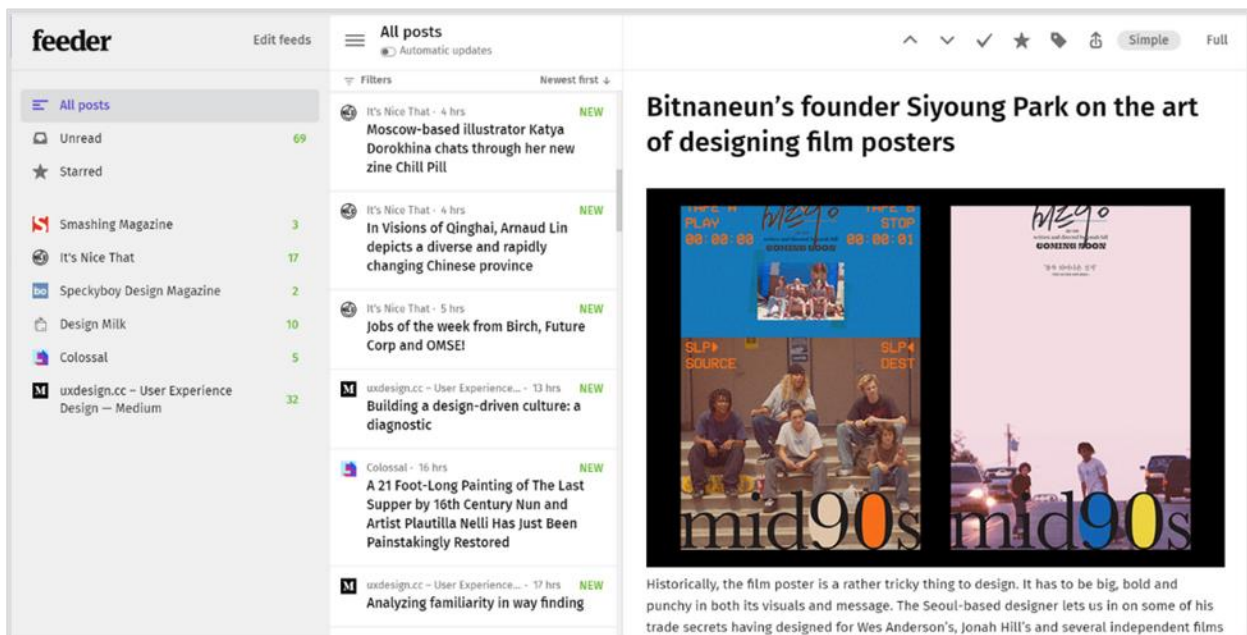 feeder
Edit feeds
All posts
Unread 69
Starred
Smashing Magazine 3
It's Nice That 17
Speckyboy Design Magazine 2
Design Milk 10
Colossal 5
uxdesign.cc – User Experience
Design — Medium 32
All posts
Automatic updates
Filters Newest first ↓
It's Nice That - 4 hrs NEW
Moscow-based illustrator Katya
Dorokhina chats through her new
zine Chill Pill
It's Nice That - 4 hrs NEW
In Visions of Qinghai, Arnaud Lin
depicts a diverse and rapidly
changing Chinese province
It's Nice That - 5 hrs NEW
Jobs of the week from Birch, Future
Corp and OMSE!
uxdesign.cc – User Experience... - 13 hrs NEW
Building a design-driven culture: a
diagnostic
Colossal - 16 hrs NEW
A 21 Foot-Long Painting of The Last
Supper by 16th Century Nun and
Artist Plautilla Nelli Has Just Been
Painstakingly Restored
uxdesign.cc – User Experience... - 17 hrs NEW
Analyzing familiarity in way finding
Simple Full
Bitnaneun’s founder Siyoung Park on the art
of designing film posters
PLAY STOP
00:00:00 00:00:01
COMING SOON
SLP SLP
SOURCE DEST
mid90s
COMING SOON
mid90s
Historically, the film poster is a rather tricky thing to design. It has to be big, bold and
punchy in both its visuals and message. The Seoul-based designer lets us in on some of his
trade secrets having designed for Wes Anderson's, Jonah Hill's and several independent films